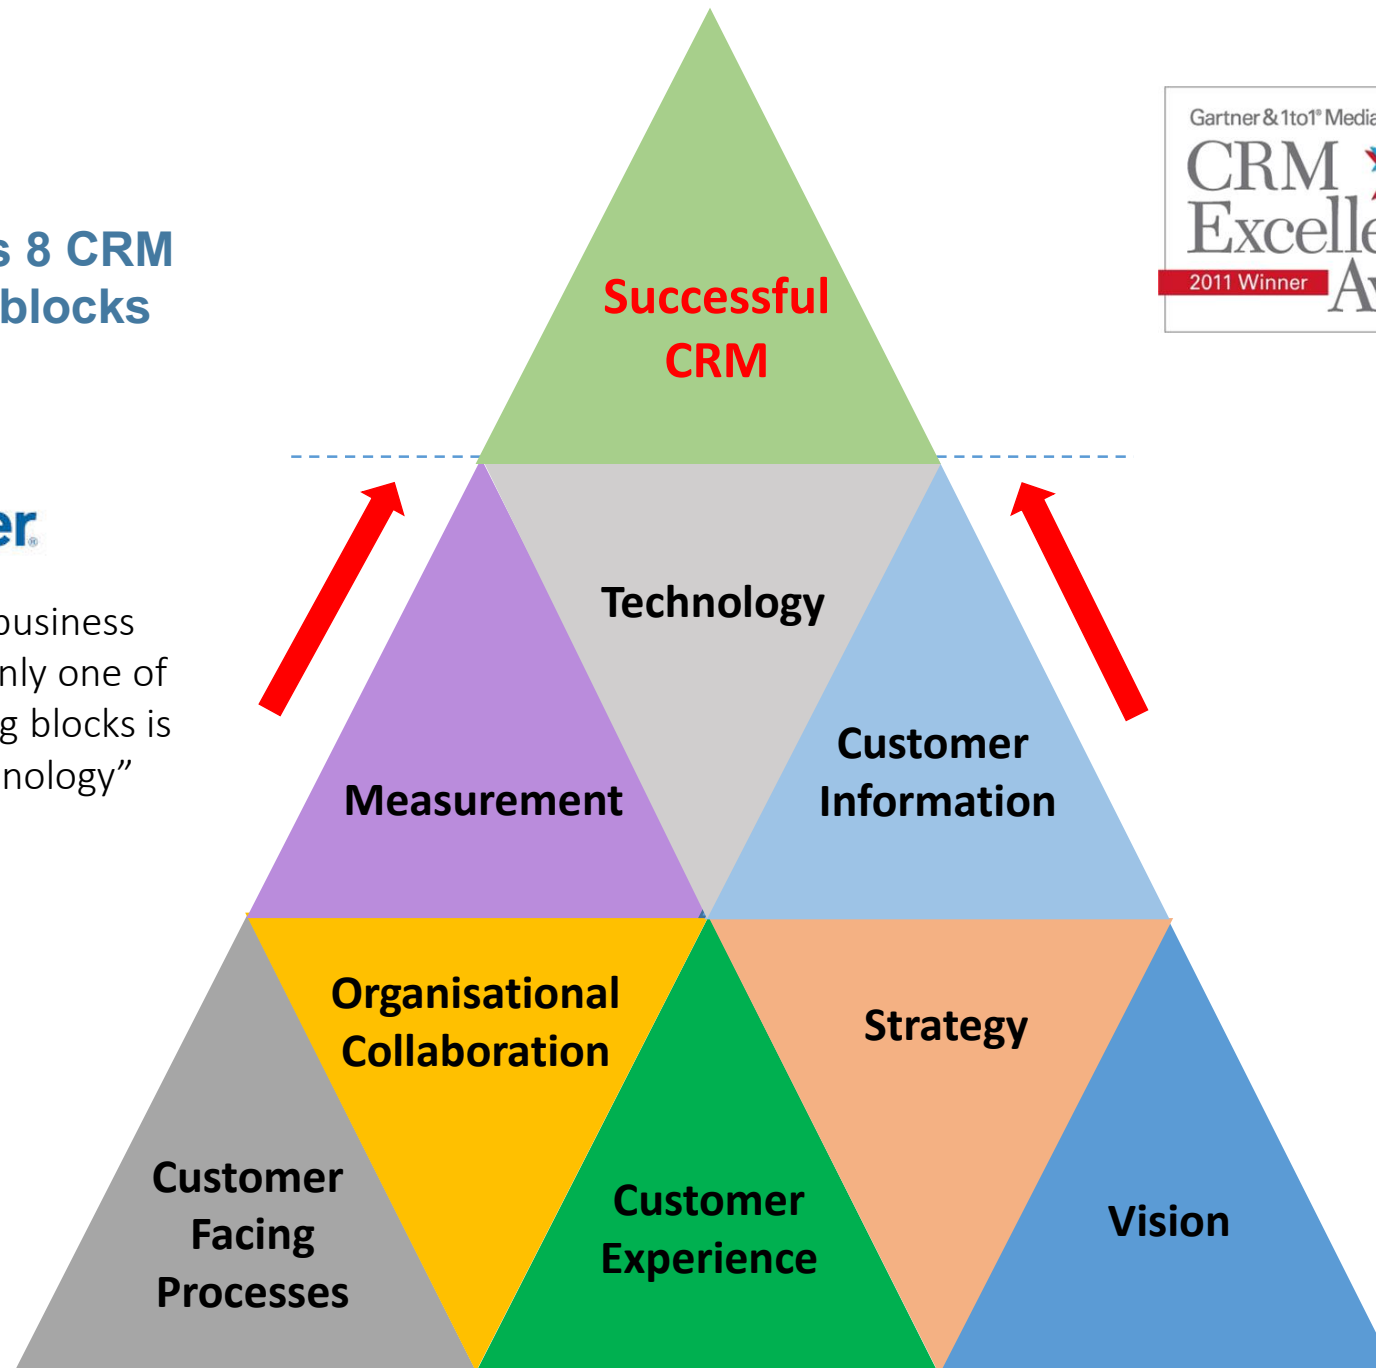 Gartner & 1to1® Media
CRM
2011 Winner
s 8 CRM
blocks
Successful
CRM
er®
business
only one of
g blocks is
nology”
Technology
Customer
Information
Measurement
Organisational
Collaboration
Strategy
Customer
Facing
Processes
Customer
Experience
Vision